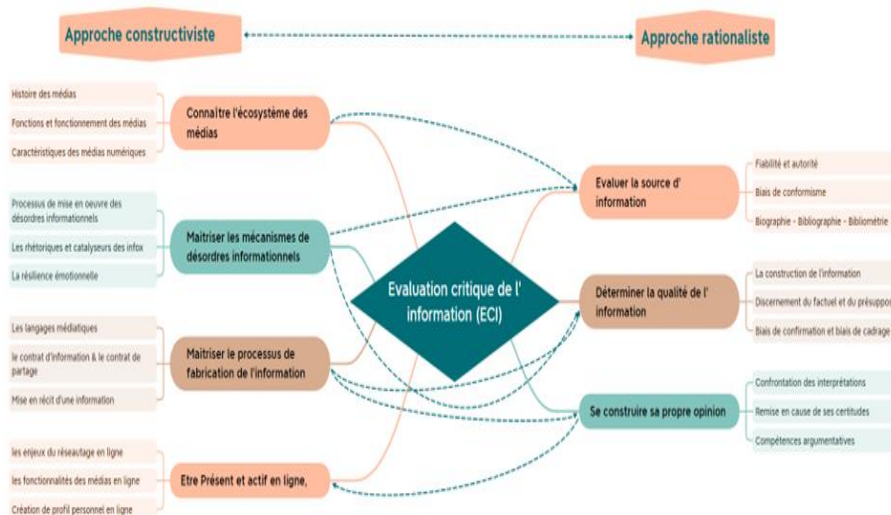 Approche constructiviste
Approche rationaliste
Histoire des médias
Fonctions et fonctionnement des médias
Caractéristiques des médias numériques
Connaître l'écosystème des
médias
Processus de mise en oeuvre des
désordres informationnels
Les rhétoriques et catalyseurs des infox
La résilience émotionnelle
Maitriser les mécanismes de
désordres informationnels
Les langages médiatiques
le contrat d'information & le contrat de
partage
Mise en récit d'une information
Maitriser le processus de
fabrication de l'information
les enjeux du réseautage en ligne
les fonctionnalités des médias en ligne
Création de profil personnel en ligne
Etre Présent et actif en ligne,
Evaluation critique de l'
information (ECI)
Evaluer la source d'
information
Fiabilité et autorité
Biais de conformisme
Biographie - Bibliographie - Bibliométrie
Déterminer la qualité de l'
information
La construction de l'information
Discernement du factuel et du présuppos
Biais de confirmation et biais de cadrage
Se construire sa propre opinion
Confrontation des interprétations
Remise en cause de ses certitudes
Compétences argumentatives